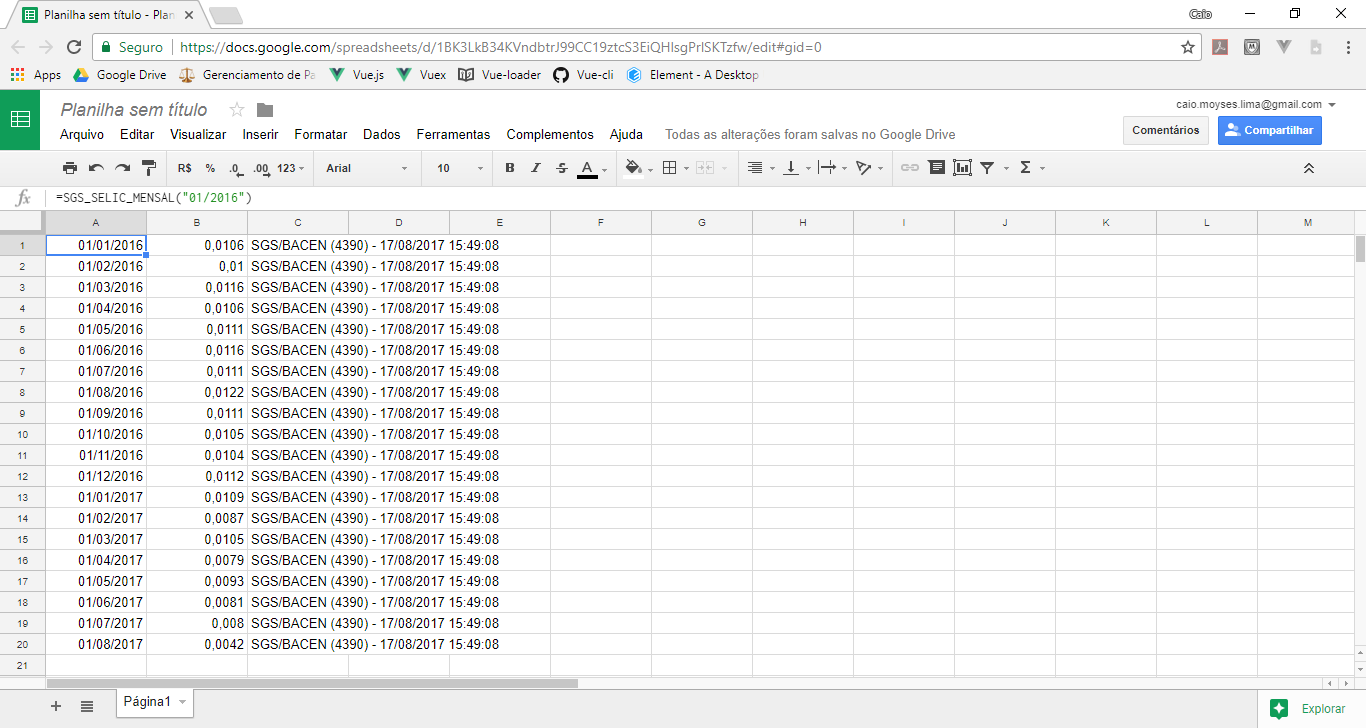 Planilha sem título - Plan
Caio
Seguro https://docs.google.com/spreadsheets/d/1BK3LkB34KVndbtrJ99CC19ztcS3EiQHIsgPrISKTzfw/edit#gid=0
Apps Google Drive Gerenciamento de Pa Vue.js Vuex Vue-loader Vue-cli Element - A Desktop
Planilha sem título
caio.moyses.lima@gmail.com
Arquivo Editar Visualizar Inserir Formatar Dados Ferramentas Complementos Ajuda Todas as alterações foram salvas no Google Drive
Comentários Compartilhar
R$ % .0 .00 123 Arial 10 B I S A Σ
fx =SGS_SELIC_MENSAL("01/2016")
A B C D E F G H I J K L M
1 01/01/2016 0,0106 SGS/BACEN (4390) - 17/08/2017 15:49:08
2 01/02/2016 0,01 SGS/BACEN (4390) - 17/08/2017 15:49:08
3 01/03/2016 0,0116 SGS/BACEN (4390) - 17/08/2017 15:49:08
4 01/04/2016 0,0106 SGS/BACEN (4390) - 17/08/2017 15:49:08
5 01/05/2016 0,0111 SGS/BACEN (4390) - 17/08/2017 15:49:08
6 01/06/2016 0,0116 SGS/BACEN (4390) - 17/08/2017 15:49:08
7 01/07/2016 0,0111 SGS/BACEN (4390) - 17/08/2017 15:49:08
8 01/08/2016 0,0122 SGS/BACEN (4390) - 17/08/2017 15:49:08
9 01/09/2016 0,0111 SGS/BACEN (4390) - 17/08/2017 15:49:08
10 01/10/2016 0,0105 SGS/BACEN (4390) - 17/08/2017 15:49:08
11 01/11/2016 0,0104 SGS/BACEN (4390) - 17/08/2017 15:49:08
12 01/12/2016 0,0112 SGS/BACEN (4390) - 17/08/2017 15:49:08
13 01/01/2017 0,0109 SGS/BACEN (4390) - 17/08/2017 15:49:08
14 01/02/2017 0,0087 SGS/BACEN (4390) - 17/08/2017 15:49:08
15 01/03/2017 0,0105 SGS/BACEN (4390) - 17/08/2017 15:49:08
16 01/04/2017 0,0079 SGS/BACEN (4390) - 17/08/2017 15:49:08
17 01/05/2017 0,0093 SGS/BACEN (4390) - 17/08/2017 15:49:08
18 01/06/2017 0,0081 SGS/BACEN (4390) - 17/08/2017 15:49:08
19 01/07/2017 0,008 SGS/BACEN (4390) - 17/08/2017 15:49:08
20 01/08/2017 0,0042 SGS/BACEN (4390) - 17/08/2017 15:49:08
21
Página1
Explorar